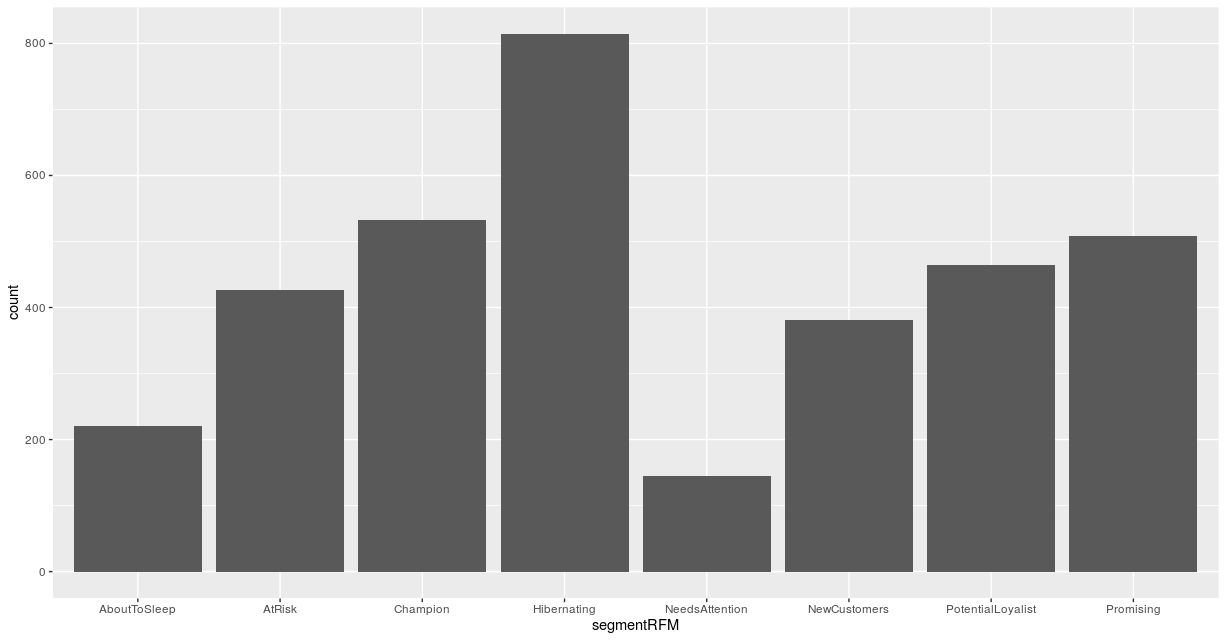 800
600
400
200
0
count
AboutToSleep AtRisk Champion Hibernating NeedsAttention NewCustomers PotentialLoyalist Promising
segmentRFM